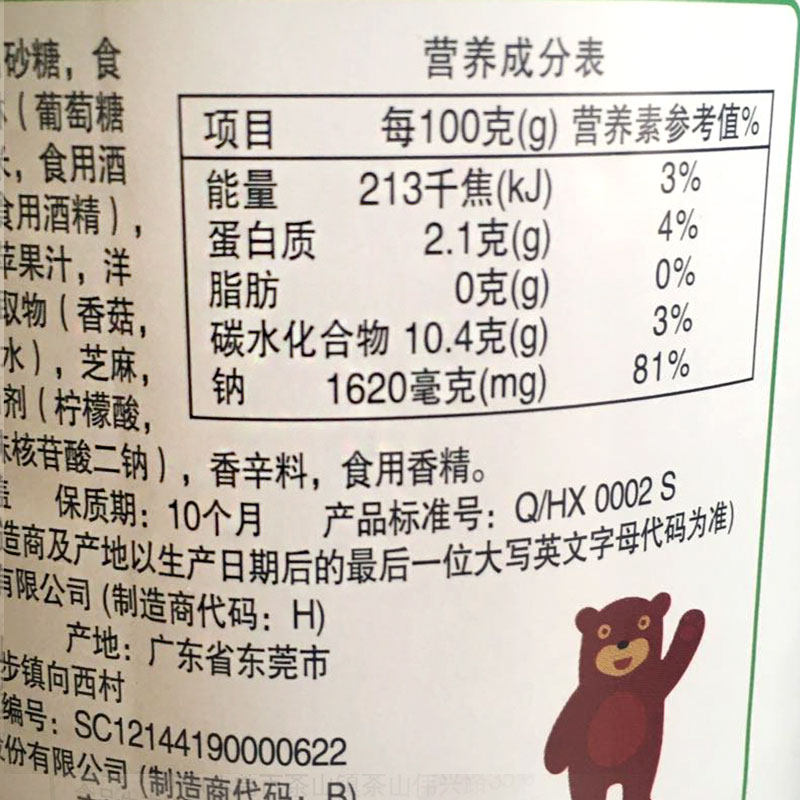 砂糖，食
（葡萄糖
，食用酒
食用酒精），
苹果汁，洋
取物（香菇，
水），芝麻，
剂（柠檬酸，
味核苷酸二钠），香辛料，食用香精。
营养成分表
项目 每100克(g) 营养素参考值%
能量 213千焦(kJ) 3%
蛋白质 2.1克(g) 4%
脂肪 0克(g) 0%
碳水化合物 10.4克(g) 3%
钠 1620毫克(mg) 81%
盖 保质期：10个月 产品标准号：Q/HX 0002 S
造商及产地以生产日期后的最后一位大写英文字母代码为准）
有限公司（制造商代码：H)
产地：广东省东莞市
步镇向西村
编号：SC12144190000622
份有限公司（制造商代码：B)